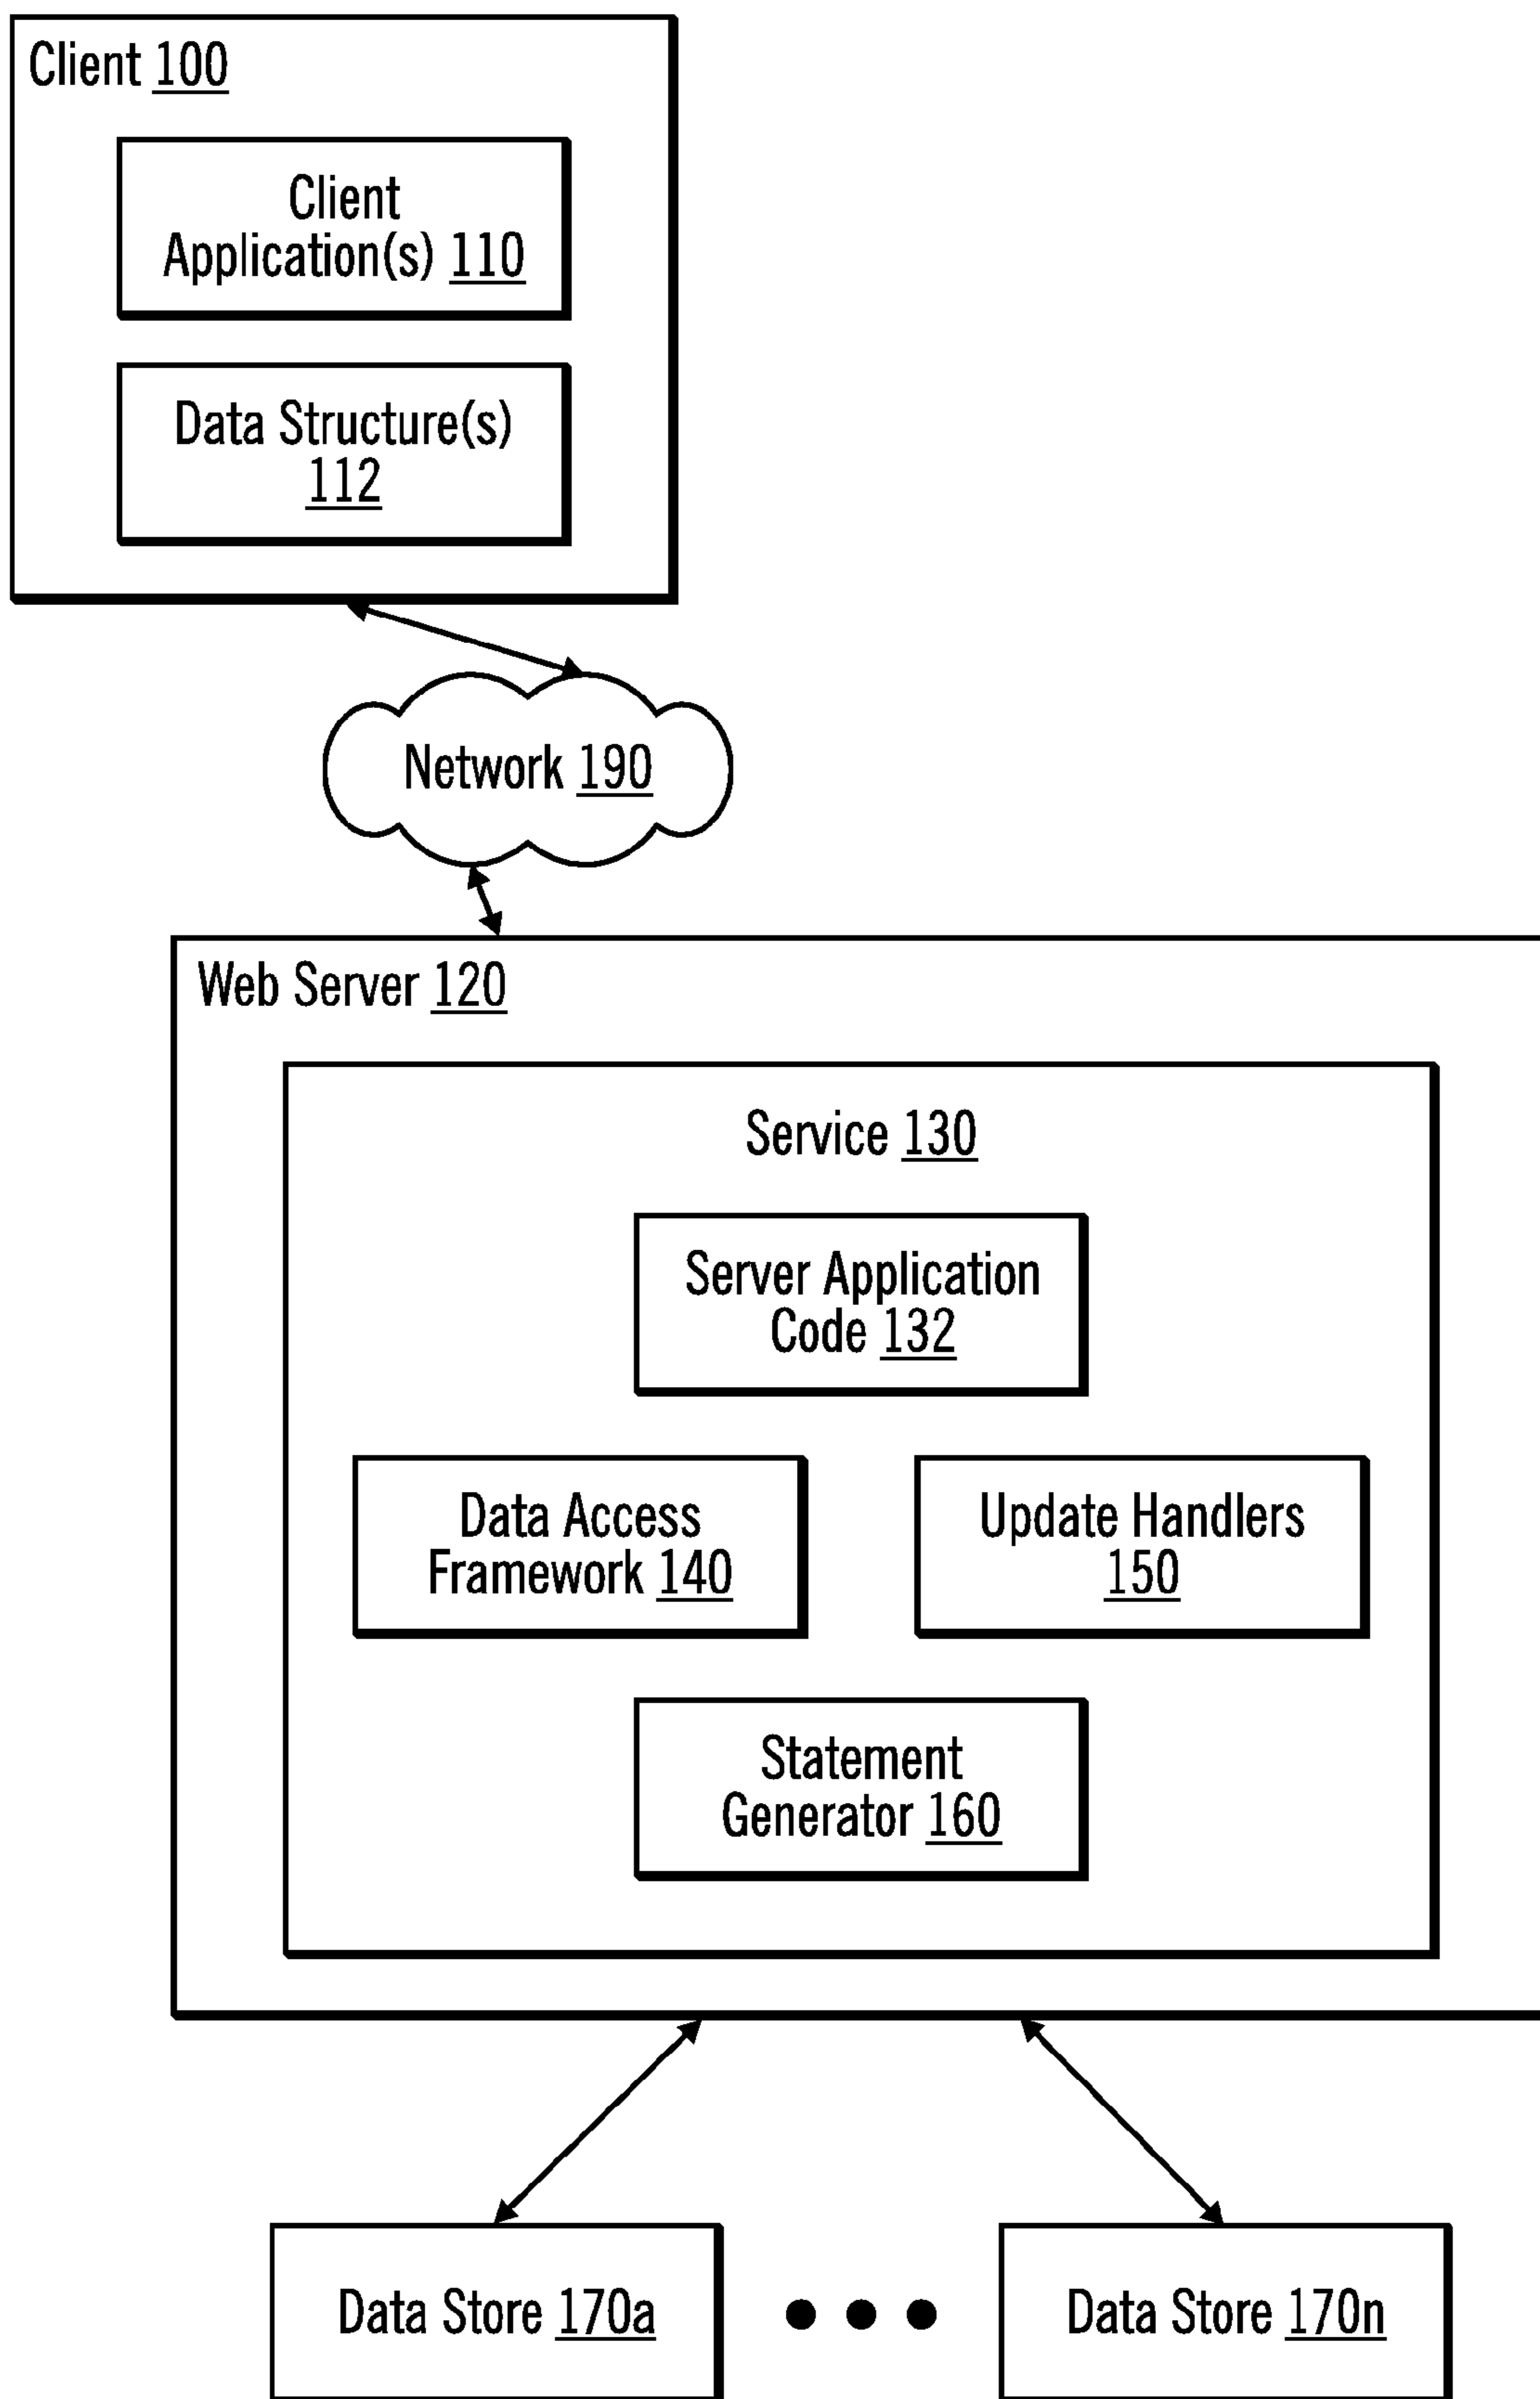 Client 100
Client
Application(s) 110
Data Structure(s)
112
Network 190
Web Server 120
Service 130
Server Application
Code 132
Data Access
Framework 140
Update Handlers
150
Statement
Generator 160
Data Store 170a
Data Store 170n